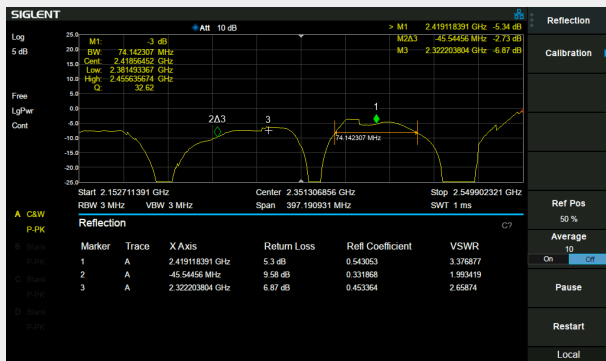 SIGLENT
Att 10 dB
> M1 2.419118391 GHz -5.34 dB
M2Δ3 -45.54456 MHz -2.73 dB
M3 2.322203804 GHz -6.87 dB
Reflection
Log
5 dB
25.0
20.0
15.0
10.0
5.0
0.0
-5.0
-10.0
-15.0
-20.0
-25.0
M1: -3 dB
BW: 74.142307 MHz
Cent: 2.41856452 GHz
Low: 2.381493367 GHz
High: 2.455635674 GHz
Q: 32.62
Calibration
Free
LgPwr
Cont
2Δ3
3
1
74.142307 MHz
Start 2.152711391 GHz
Center 2.351306856 GHz
Stop 2.549902321 GHz
RBW 3 MHz
VBW 3 MHz
Span 397.190931 MHz
SWT 1 ms
Ref Pos
50 %
A C&W
P-PK
B Blank
P-PK
C Blank
P-PK
D Blank
P-PK
Reflection
C?
Marker Trace X Axis Return Loss Refl Coefficient VSWR
1 A 2.419118391 GHz 5.3 dB 0.543053 3.376877
2 A -45.54456 MHz 9.58 dB 0.331868 1.993419
3 A 2.322203804 GHz 6.87 dB 0.453364 2.65874
Average
10
On Off
Pause
Restart
Local